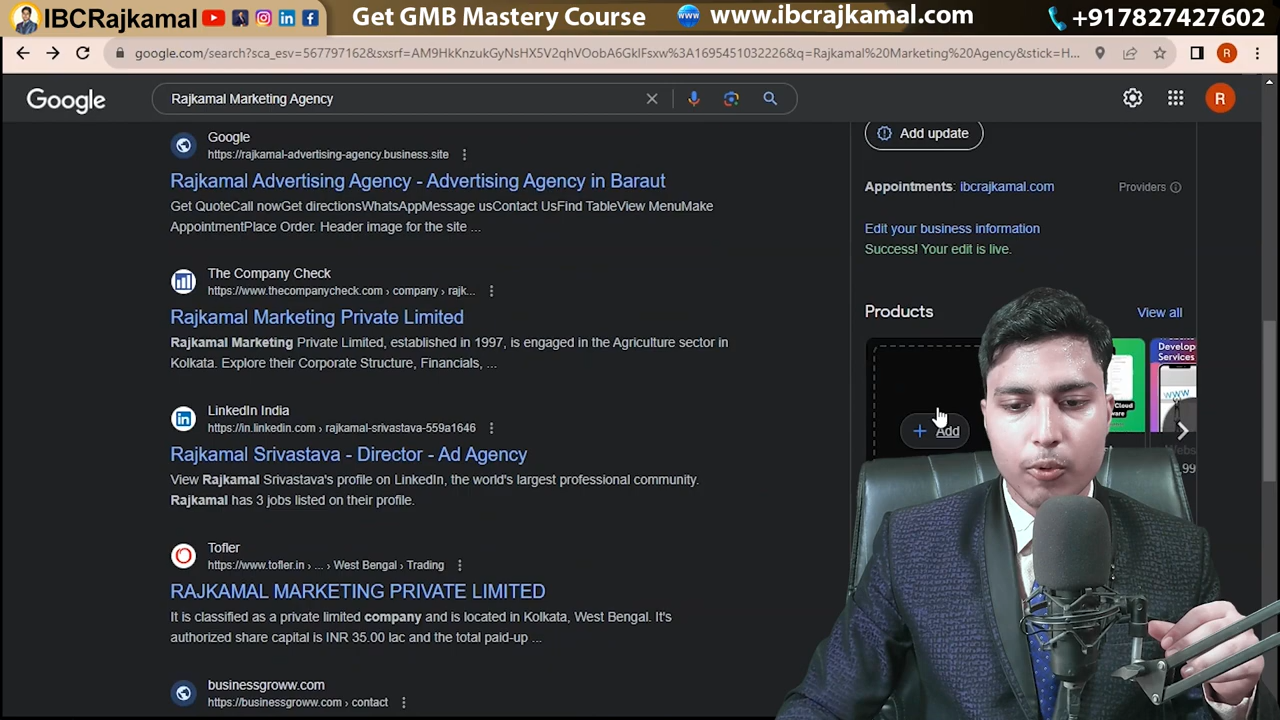 IBCRajkamal
Get GMB Mastery Course
www.ibcrajkamal.com
+917827427602
google.com/search?sca_esv=567797162&sxsrf=AM9HkKnzukGyNsHX5V2qhVOobA6GklFsxw%3A1695451032226&q=Rajkamal%20Marketing%20Agency&stick=H...
R
Google
Rajkamal Marketing Agency
R
Google
https://rajkamal-advertising-agency.business.site
Rajkamal Advertising Agency - Advertising Agency in Baraut
Get QuoteCall nowGet directionsWhatsAppMessage usContact UsFind TableView MenuMake
AppointmentPlace Order. Header image for the site ...
The Company Check
https://www.thecompanycheck.com › company › rajk...
Rajkamal Marketing Private Limited
Rajkamal Marketing Private Limited, established in 1997, is engaged in the Agriculture sector in
Kolkata. Explore their Corporate Structure, Financials, ...
LinkedIn India
https://in.linkedin.com › rajkamal-srivastava-559a1646
Rajkamal Srivastava - Director - Ad Agency
View Rajkamal Srivastava's profile on LinkedIn, the world's largest professional community.
Rajkamal has 3 jobs listed on their profile.
Tofler
https://www.tofler.in › ... › West Bengal › Trading
RAJKAMAL MARKETING PRIVATE LIMITED
It is classified as a private limited company and is located in Kolkata, West Bengal. It's
authorized share capital is INR 35.00 lac and the total paid-up ...
businessgroww.com
https://businessgroww.com › contact
Add update
Appointments: ibcrajkamal.com
Providers
Edit your business information
Success! Your edit is live.
Products
View all
+ Add
Cloud
Develop
Services
WWW